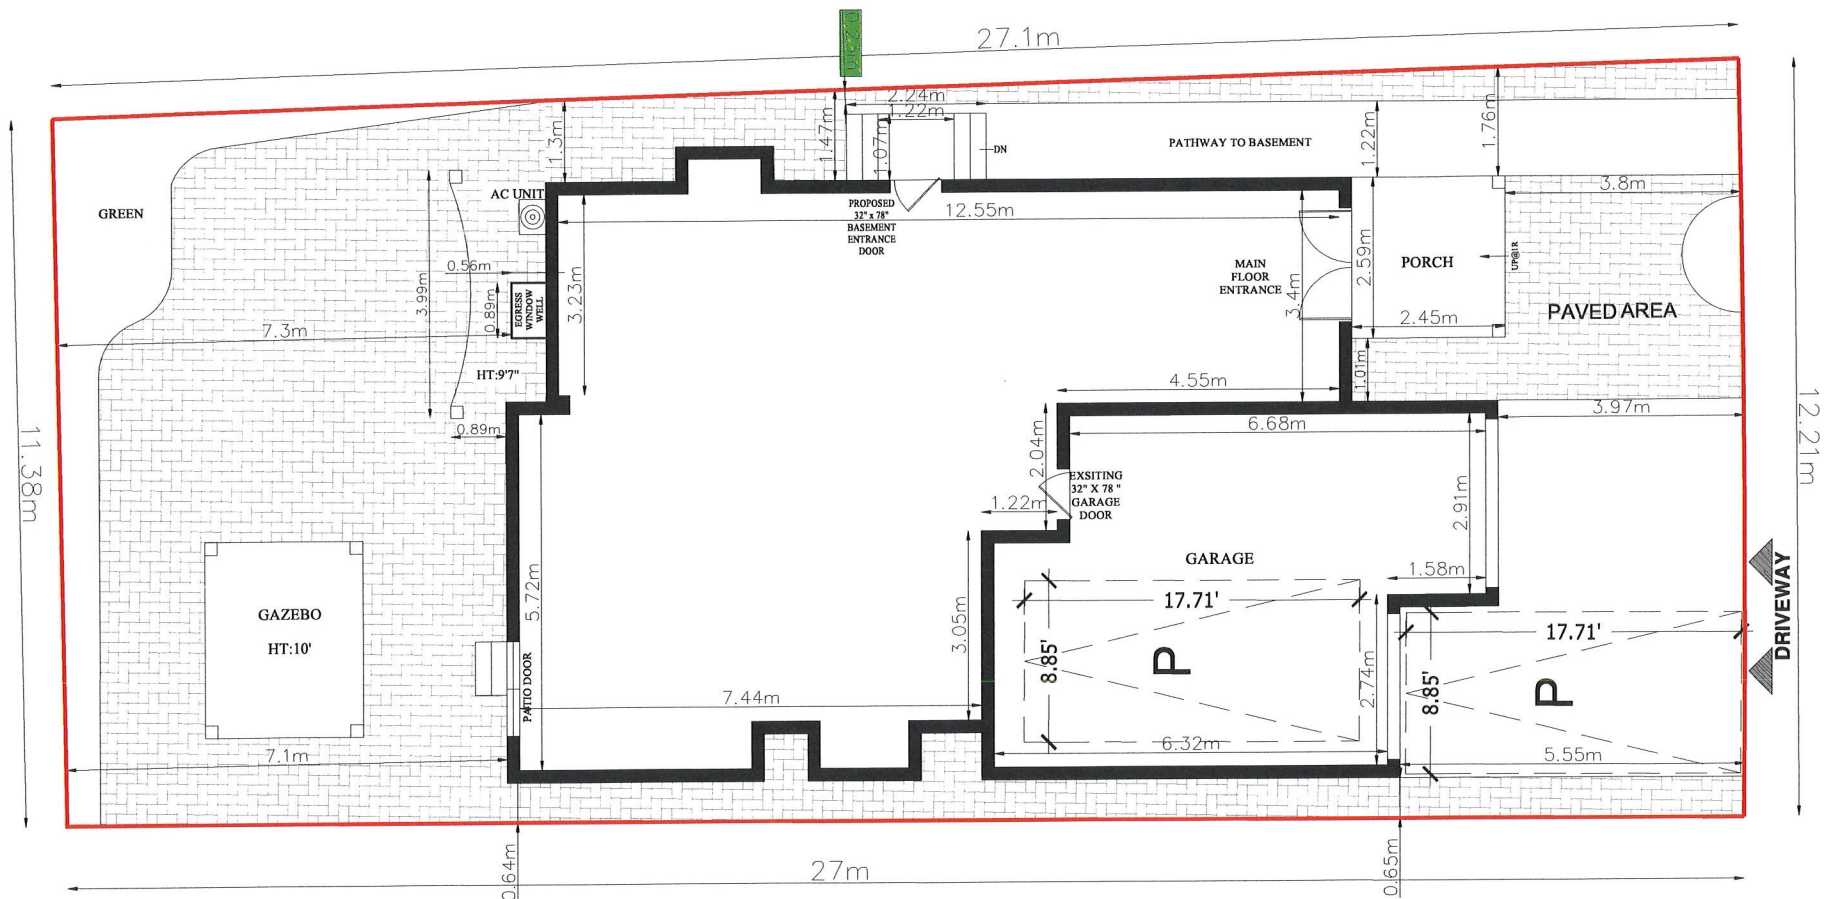 27.1m
0.23m
2.24m
1.22m
1.47m
1.07m
1.3m
DN
PATHWAY TO BASEMENT
1.22m
1.76m
3.8m
GREEN
AC UNIT
PROPOSED
32" x 78"
BASEMENT
ENTRANCE
DOOR
12.55m
MAIN
FLOOR
ENTRANCE
3.4m
2.59m
PORCH
UP@1R
2.45m
PAVED AREA
0.56m
3.99m
0.89m
EGRESS
WINDOW
WELL
3.23m
7.3m
HT:9'7"
1.01m
4.55m
3.97m
0.89m
6.68m
2.04m
EXSITING
32" X 78 "
GARAGE
DOOR
1.22m
2.91m
11.38m
12.21m
GARAGE
1.58m
5.72m
3.05m
17.71'
8.85'
P
2.74m
17.71'
8.85'
P
DRIVEWAY
GAZEBO
HT:10'
PATIO DOOR
7.44m
7.1m
6.32m
5.55m
0.64m
27m
0.65m